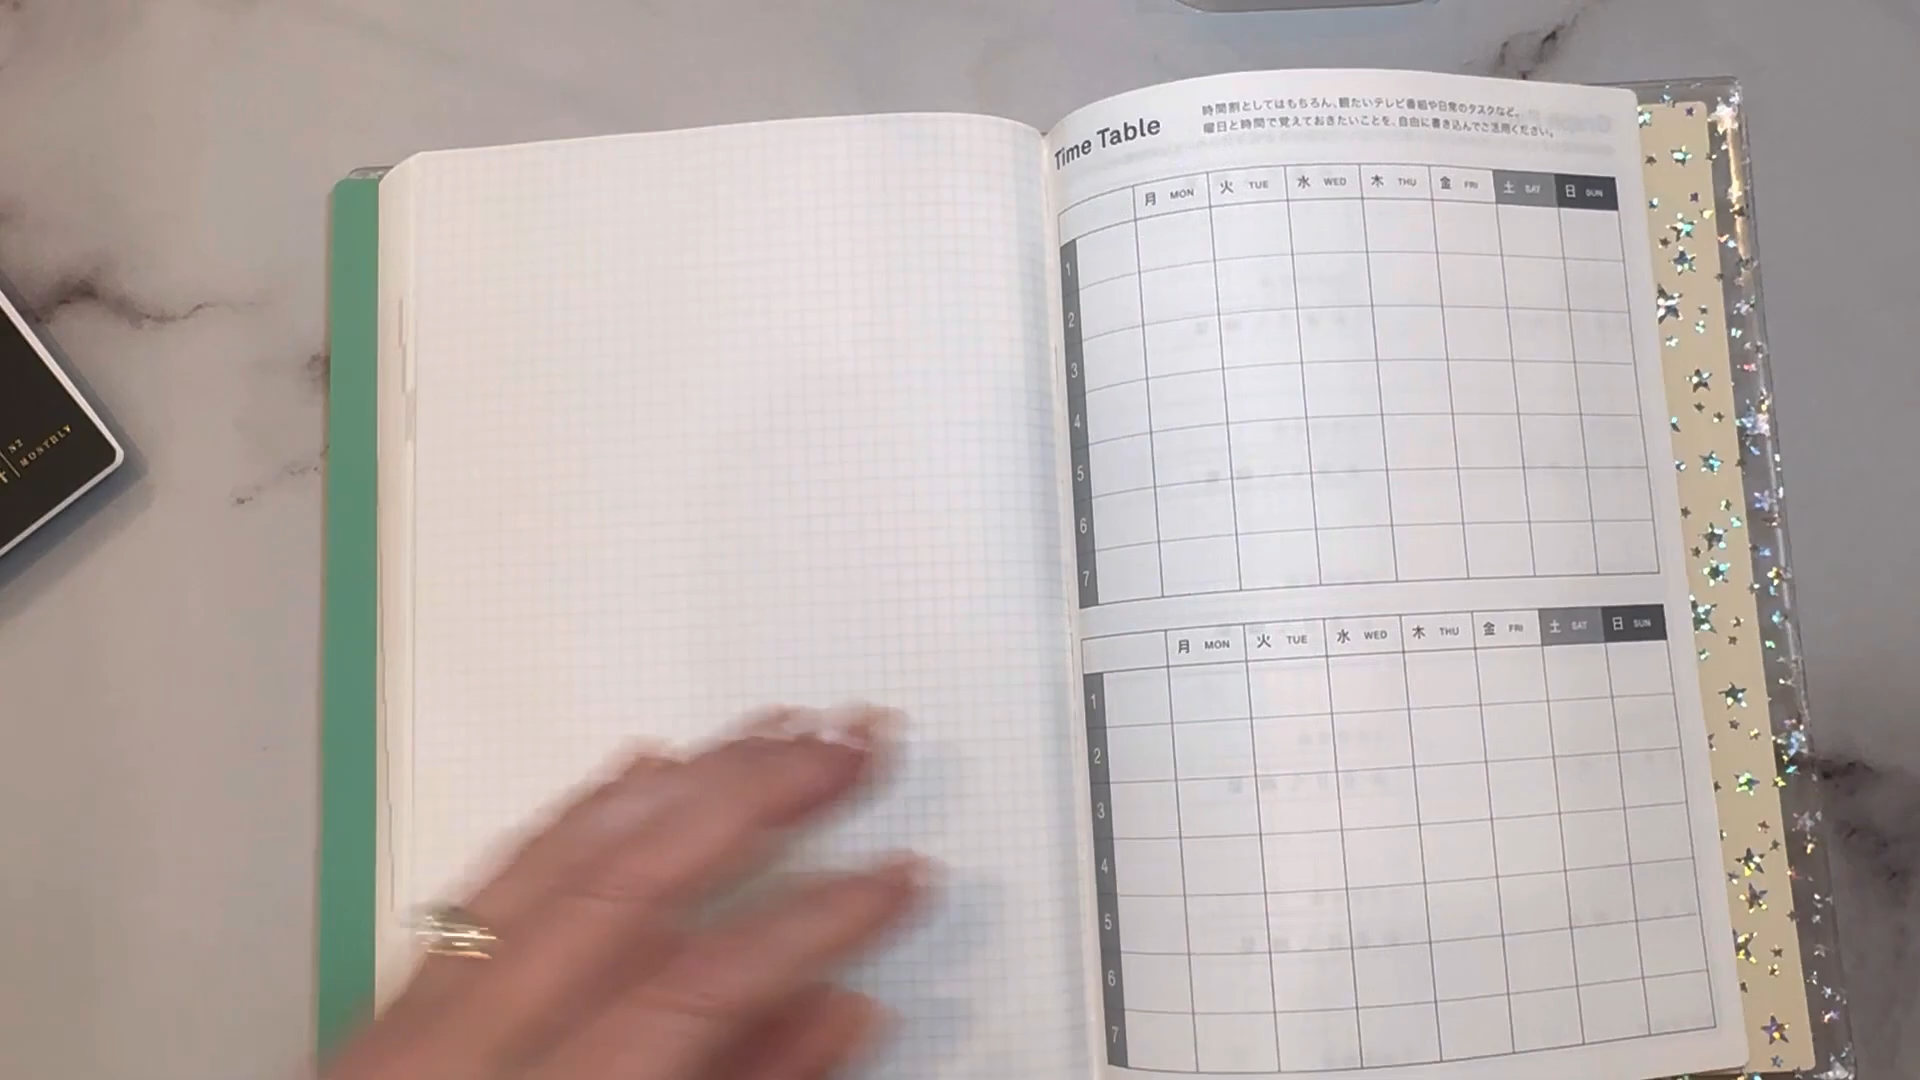 N2
MONTHLY
Time Table
時間割としてはもちろん、観たいテレビ番組や日常のタスクなど、
曜日と時間で覚えておきたいことを、自由に書き込んでご活用ください。
月 MON 火 TUE 水 WED 木 THU 金 FRI 土 SAT 日 SUN
1
2
3
4
5
6
7
月 MON 火 TUE 水 WED 木 THU 金 FRI 土 SAT 日 SUN
1
2
3
4
5
6
7